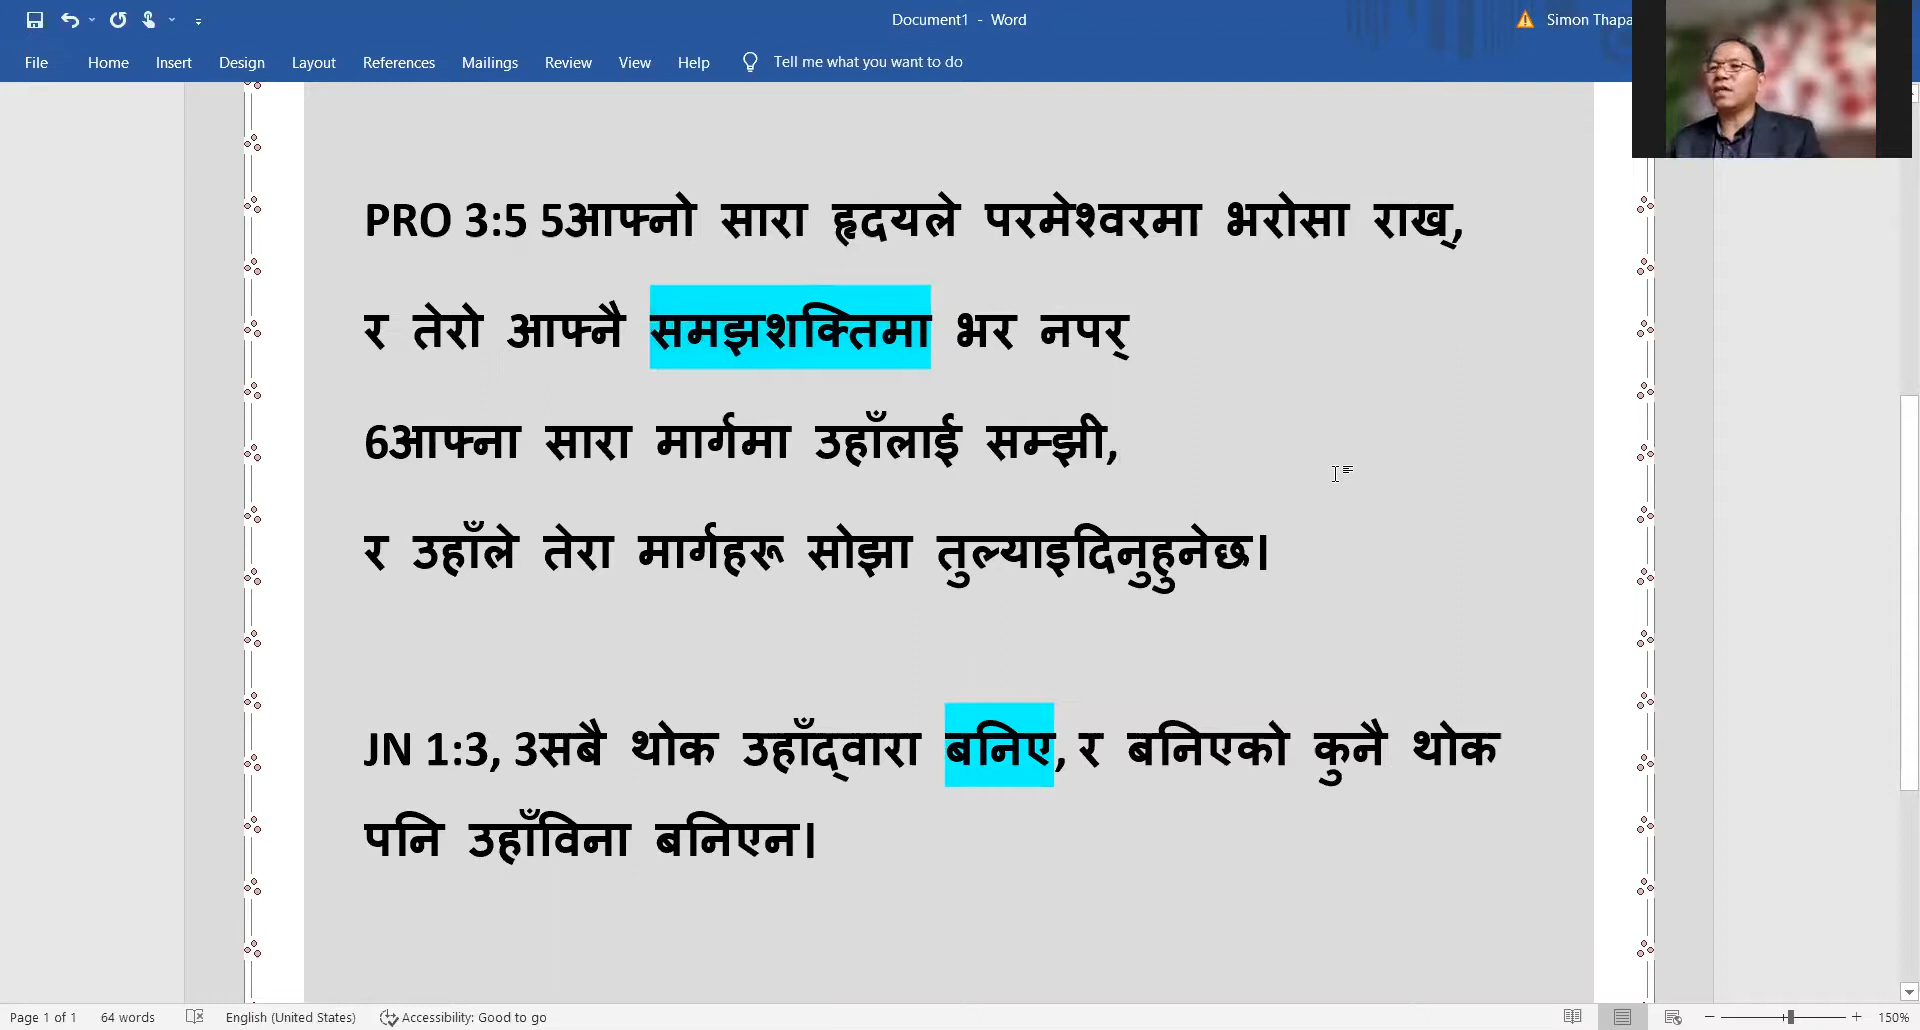 Document1 - Word
Simon Thapa
File Home Insert Design Layout References Mailings Review View Help Tell me what you want to do
PRO 3:5 5आफ्नो सारा हृदयले परमेश्वरमा भरोसा राख्,
र तेरो आफ्नै समझशक्तिमा भर नपर्
6आफ्ना सारा मार्गमा उहाँलाई सम्झी,
र उहाँले तेरा मार्गहरू सोझा तुल्याइदिनुहुनेछ।
JN 1:3, 3सबै थोक उहाँद्वारा बनिए, र बनिएको कुनै थोक
पनि उहाँविना बनिएन।
Page 1 of 1 64 words English (United States) Accessibility: Good to go 150%